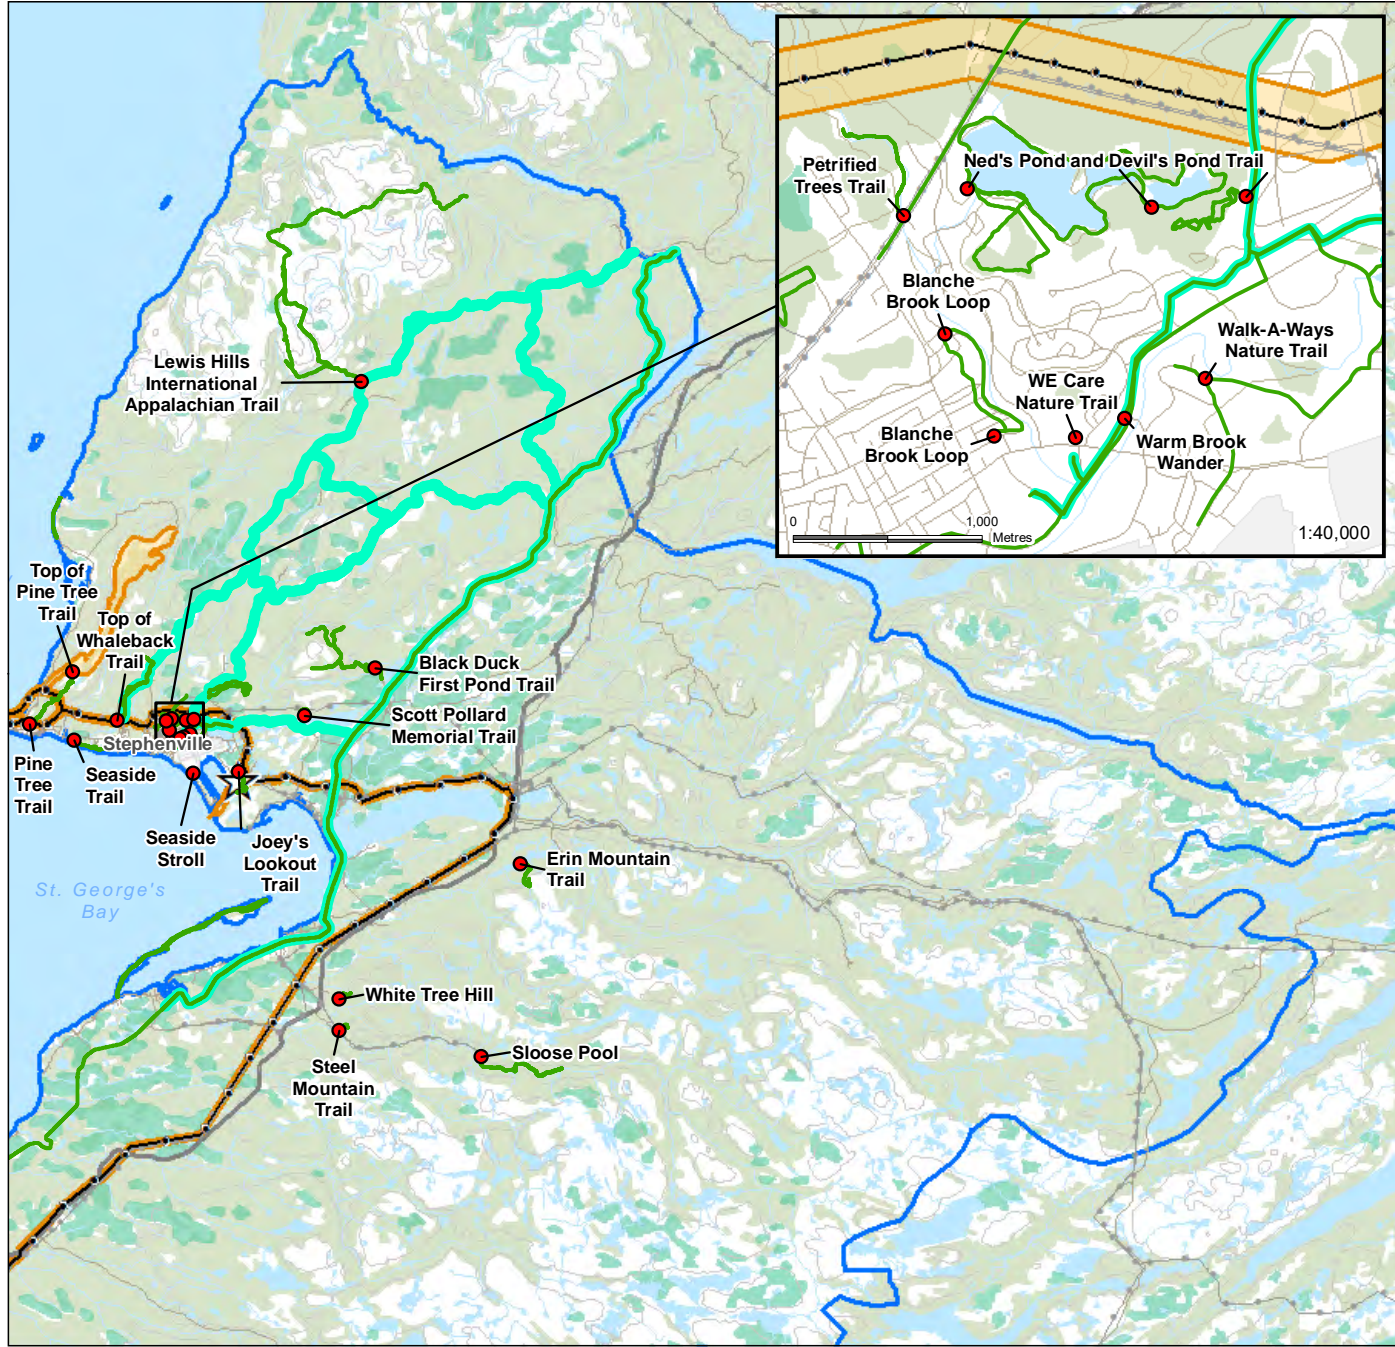 Petrified
Trees Trail
Ned's Pond and Devil's Pond Trail
Blanche
Brook Loop
Walk-A-Ways
Nature Trail
WE Care
Nature Trail
Blanche
Brook Loop
Warm Brook
Wander
0
1,000
Metres
1:40,000
Lewis Hills
International
Appalachian Trail
Top of
Pine Tree
Trail
Top of
Whaleback
Trail
Black Duck
First Pond Trail
Scott Pollard
Memorial Trail
Stephenville
Pine
Tree
Trail
Seaside
Trail
Seaside
Stroll
Joey's
Lookout
Trail
Erin Mountain
Trail
St. George's
Bay
White Tree Hill
Steel
Mountain
Trail
Sloose Pool